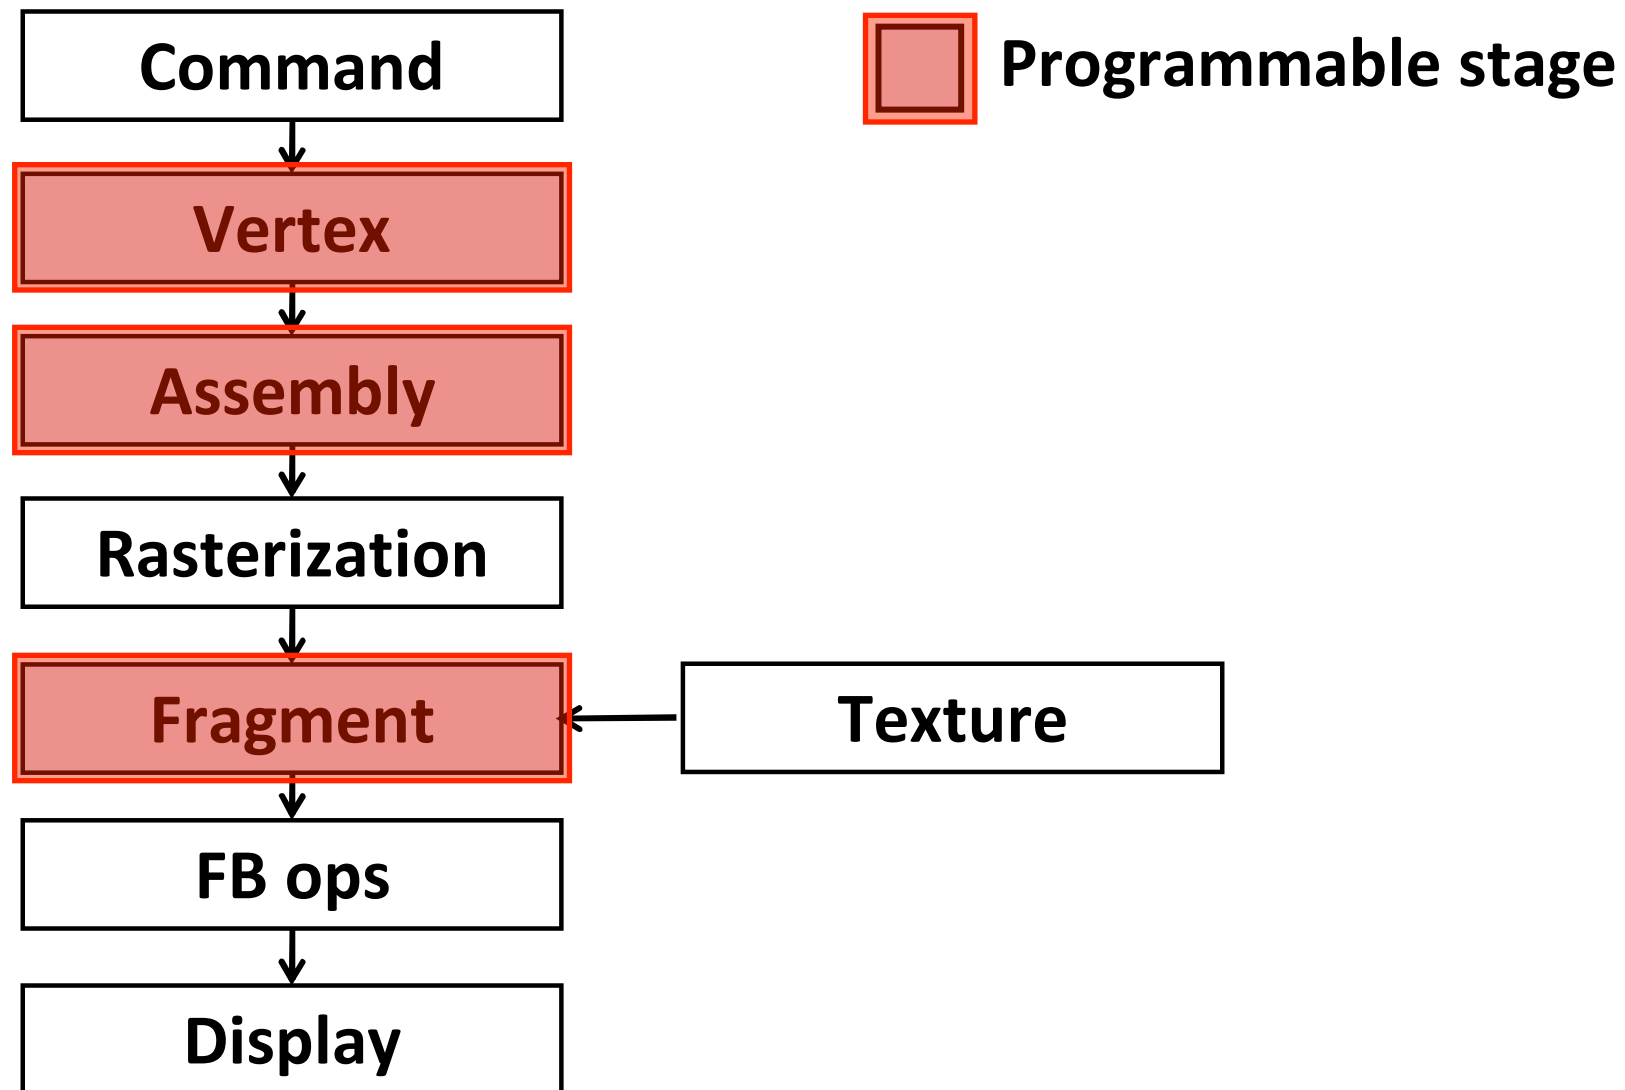 Command
Programmable stage
Vertex
Assembly
Rasterization
Fragment
Texture
FB ops
Display